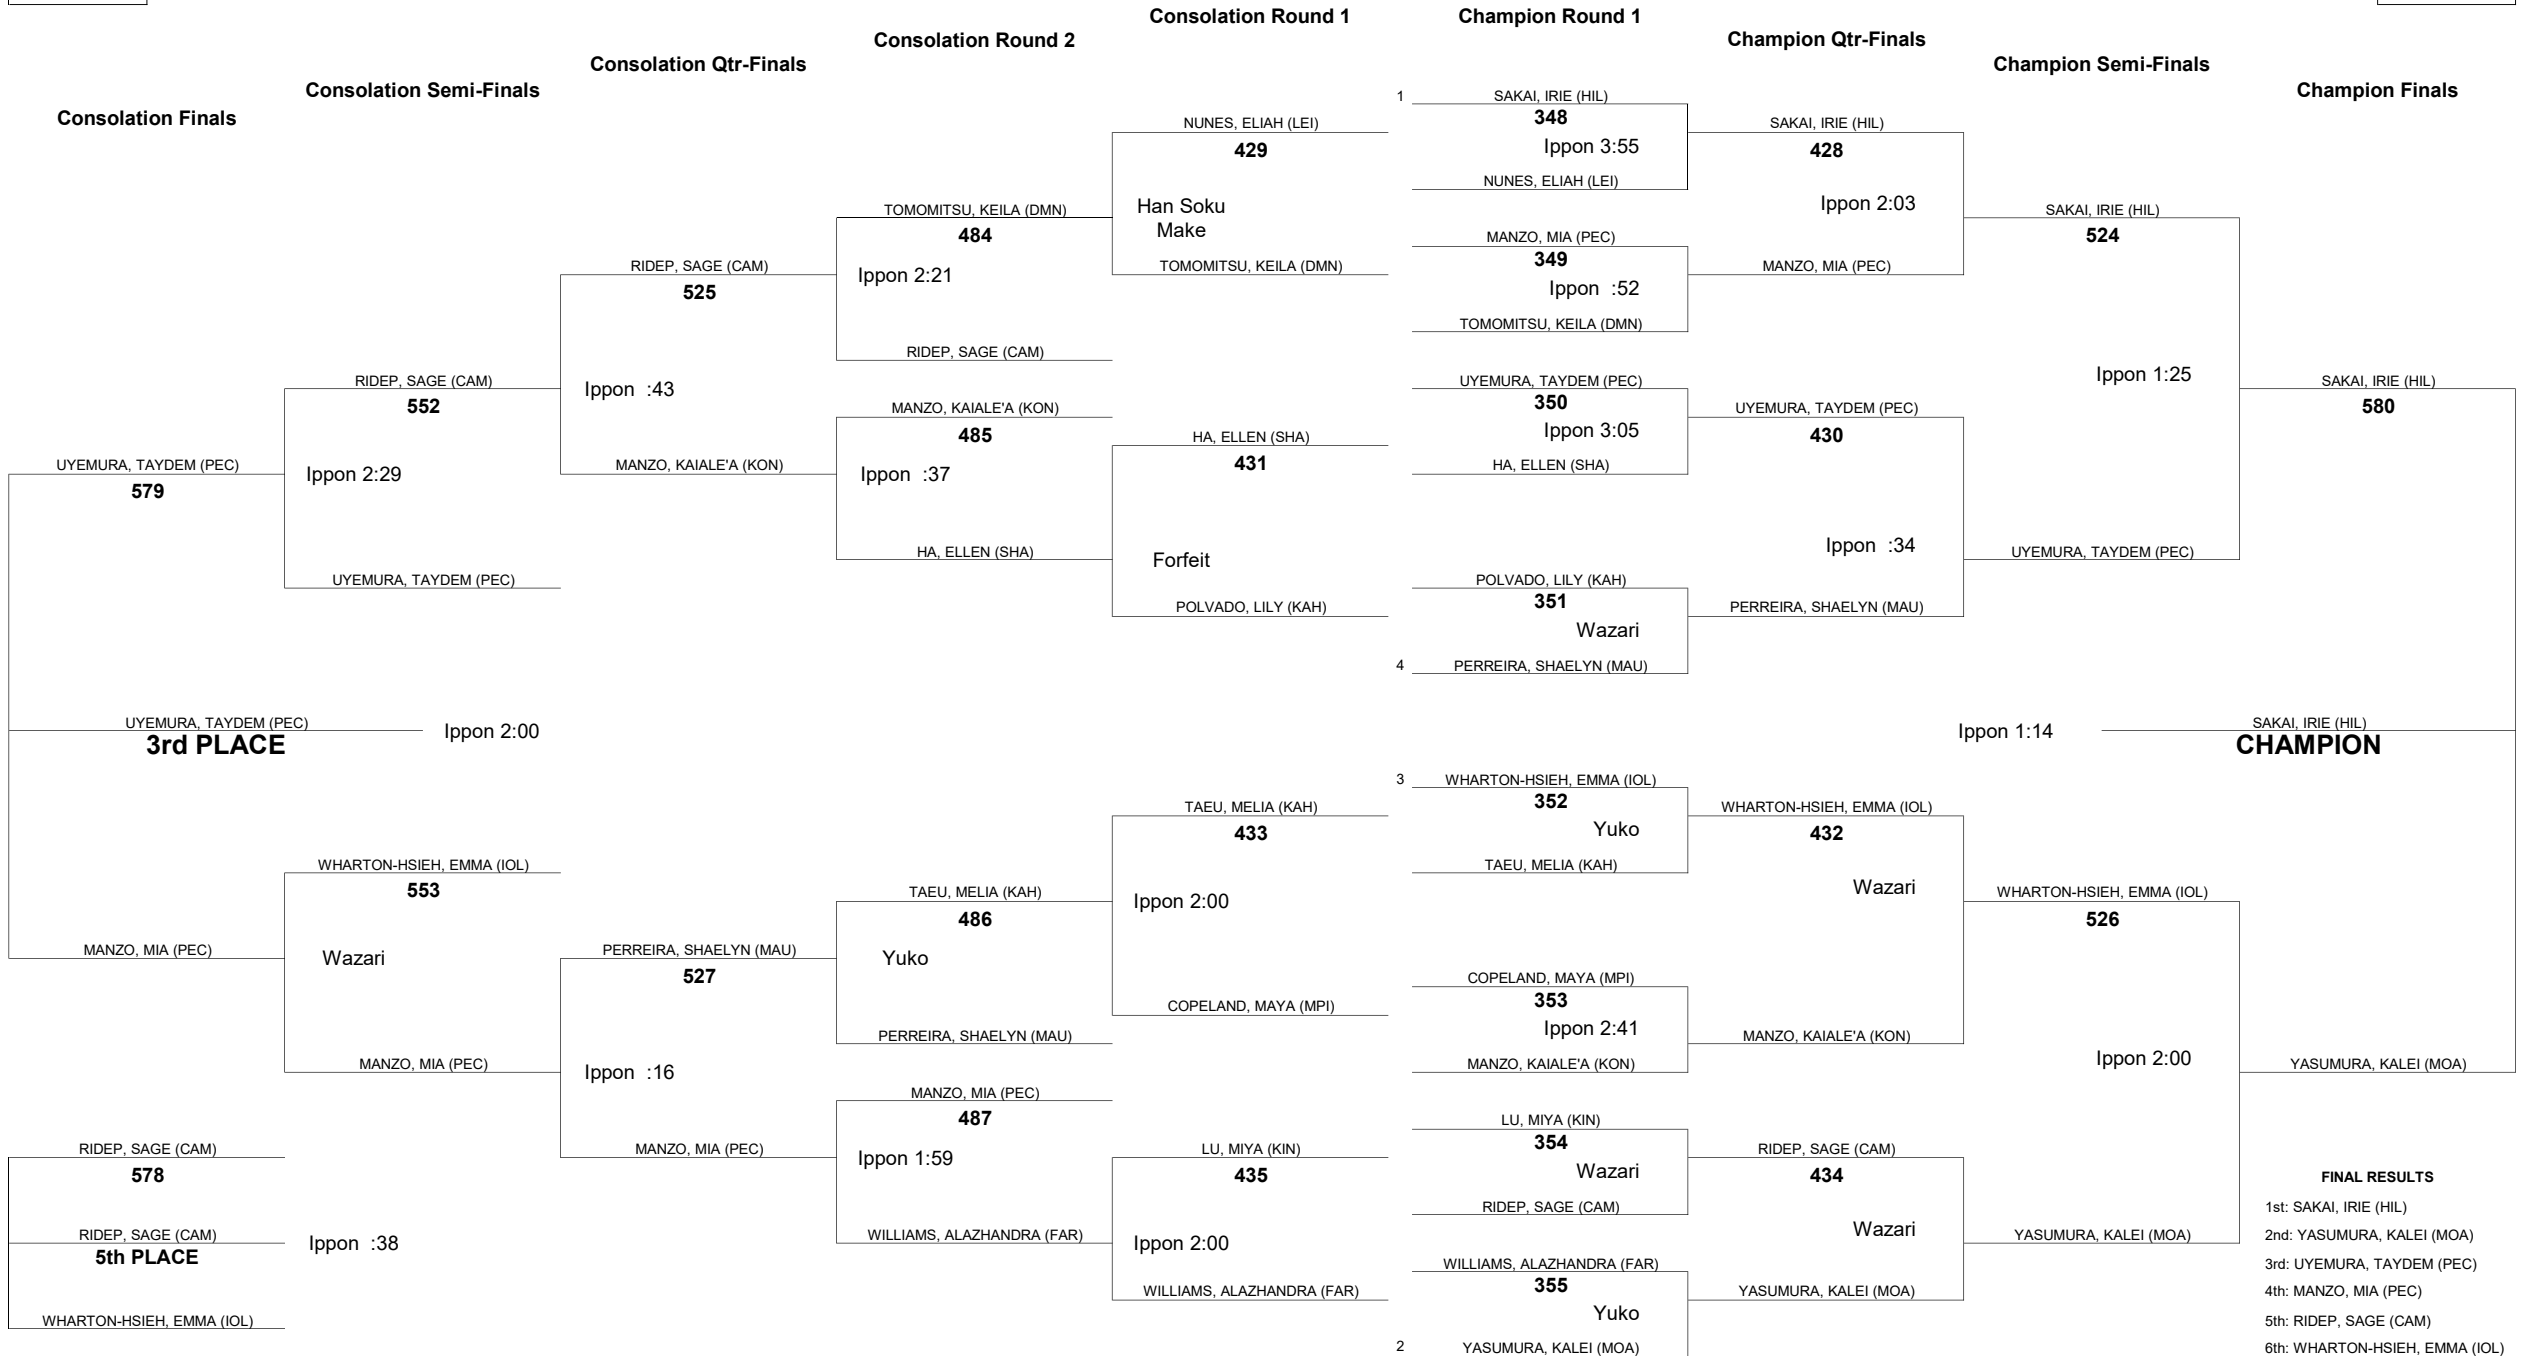 Consolation Round 1
Champion Round 1
Consolation Round 2
Champion Qtr-Finals
Consolation Qtr-Finals
Champion Semi-Finals
Consolation Semi-Finals
Champion Finals
Consolation Finals
1 SAKAI, IRIE (HIL)
348
Ippon 3:55
NUNES, ELIAH (LEI)
MANZO, MIA (PEC)
349
Ippon :52
TOMOMITSU, KEILA (DMN)
UYEMURA, TAYDEM (PEC)
350
Ippon 3:05
HA, ELLEN (SHA)
POLVADO, LILY (KAH)
351
Wazari
4 PERREIRA, SHAELYN (MAU)
3 WHARTON-HSIEH, EMMA (IOL)
352
Yuko
TAEU, MELIA (KAH)
COPELAND, MAYA (MPI)
353
Ippon 2:41
MANZO, KAIALE'A (KON)
LU, MIYA (KIN)
354
Wazari
RIDEP, SAGE (CAM)
WILLIAMS, ALAZHANDRA (FAR)
355
Yuko
2 YASUMURA, KALEI (MOA)
SAKAI, IRIE (HIL)
428
Ippon 2:03
MANZO, MIA (PEC)
UYEMURA, TAYDEM (PEC)
430
Ippon :34
PERREIRA, SHAELYN (MAU)
WHARTON-HSIEH, EMMA (IOL)
432
Wazari
MANZO, KAIALE'A (KON)
RIDEP, SAGE (CAM)
434
Wazari
YASUMURA, KALEI (MOA)
SAKAI, IRIE (HIL)
524
Ippon 1:25
UYEMURA, TAYDEM (PEC)
WHARTON-HSIEH, EMMA (IOL)
526
Ippon 2:00
YASUMURA, KALEI (MOA)
SAKAI, IRIE (HIL)
580
Ippon 1:14
SAKAI, IRIE (HIL)
CHAMPION
YASUMURA, KALEI (MOA)
NUNES, ELIAH (LEI)
429
Han Soku
Make
TOMOMITSU, KEILA (DMN)
HA, ELLEN (SHA)
431
Forfeit
POLVADO, LILY (KAH)
TAEU, MELIA (KAH)
433
Ippon 2:00
COPELAND, MAYA (MPI)
LU, MIYA (KIN)
435
Ippon 2:00
WILLIAMS, ALAZHANDRA (FAR)
TOMOMITSU, KEILA (DMN)
484
Ippon 2:21
RIDEP, SAGE (CAM)
MANZO, KAIALE'A (KON)
485
Ippon :37
HA, ELLEN (SHA)
TAEU, MELIA (KAH)
486
Yuko
PERREIRA, SHAELYN (MAU)
MANZO, MIA (PEC)
487
Ippon 1:59
WILLIAMS, ALAZHANDRA (FAR)
RIDEP, SAGE (CAM)
525
Ippon :43
MANZO, KAIALE'A (KON)
PERREIRA, SHAELYN (MAU)
527
Ippon :16
MANZO, MIA (PEC)
RIDEP, SAGE (CAM)
552
Ippon 2:29
UYEMURA, TAYDEM (PEC)
WHARTON-HSIEH, EMMA (IOL)
553
Wazari
MANZO, MIA (PEC)
UYEMURA, TAYDEM (PEC)
579
UYEMURA, TAYDEM (PEC)
3rd PLACE
Ippon 2:00
MANZO, MIA (PEC)
RIDEP, SAGE (CAM)
578
RIDEP, SAGE (CAM)
5th PLACE
Ippon :38
WHARTON-HSIEH, EMMA (IOL)
FINAL RESULTS
1st: SAKAI, IRIE (HIL)
2nd: YASUMURA, KALEI (MOA)
3rd: UYEMURA, TAYDEM (PEC)
4th: MANZO, MIA (PEC)
5th: RIDEP, SAGE (CAM)
6th: WHARTON-HSIEH, EMMA (IOL)